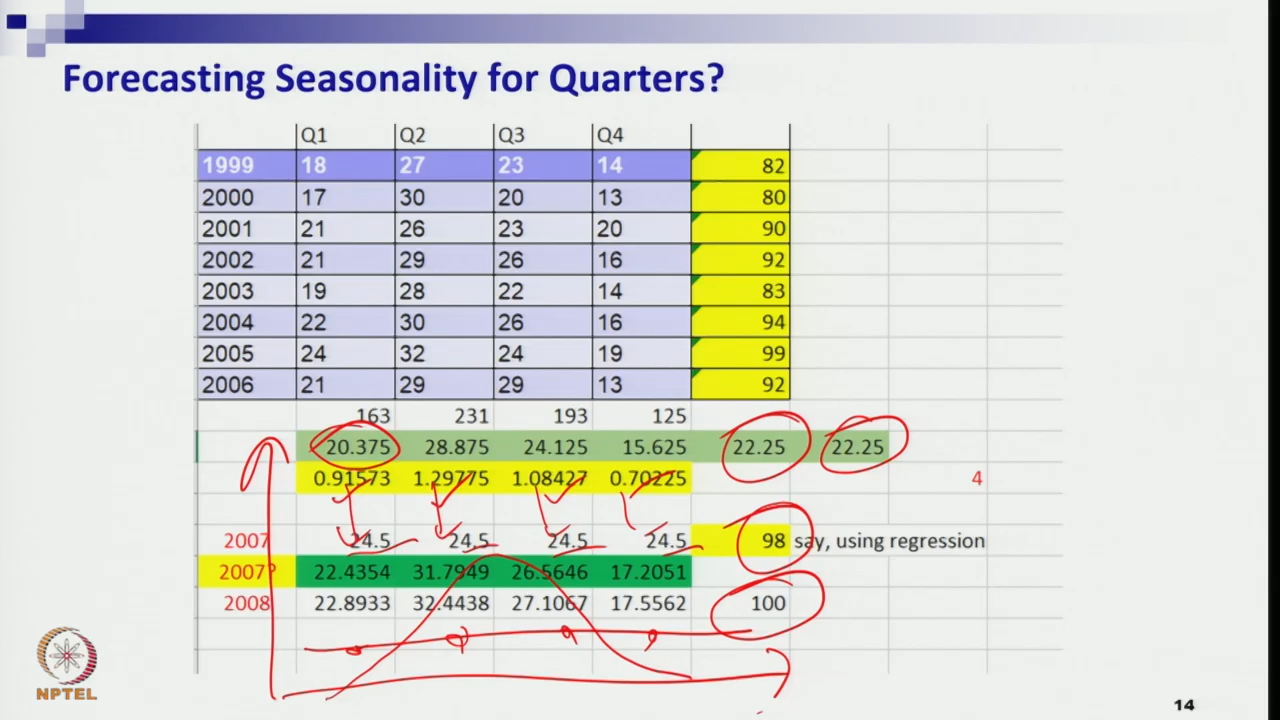 Forecasting Seasonality for Quarters?
Q1 Q2 Q3 Q4
1999 18 27 23 14 82
2000 17 30 20 13 80
2001 21 26 23 20 90
2002 21 29 26 16 92
2003 19 28 22 14 83
2004 22 30 26 16 94
2005 24 32 24 19 99
2006 21 29 29 13 92
163 231 193 125
20.375 28.875 24.125 15.625 22.25 22.25
0.91573 1.29775 1.08427 0.70225 4
2007 24.5 24.5 24.5 24.5 98 say, using regression
2007? 22.4354 31.7949 26.5646 17.2051
2008 22.8933 32.4438 27.1067 17.5562 100
NPTEL
14